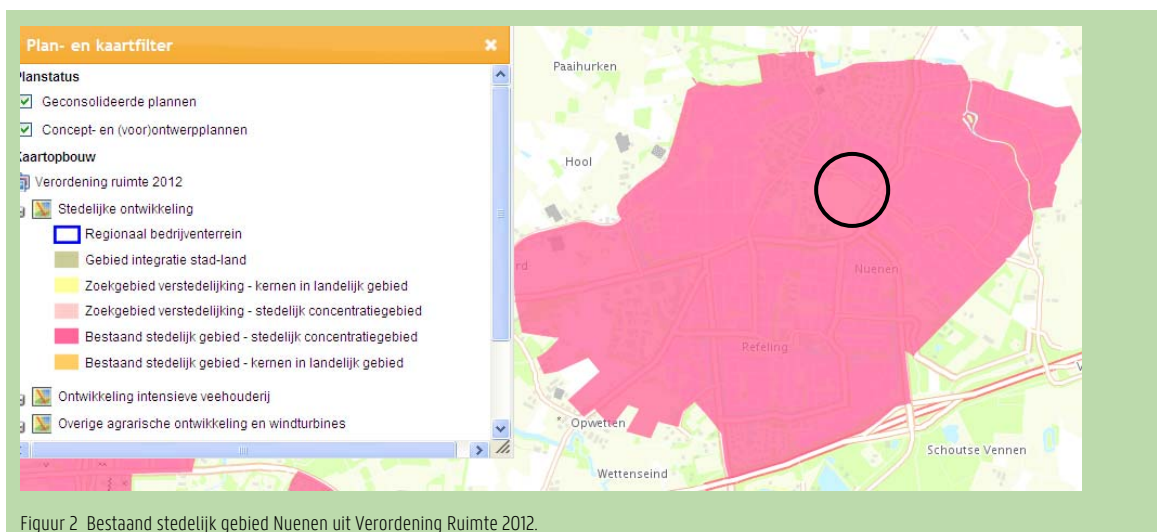 Plan- en kaartfilter
Planstatus
Geconsolideerde plannen
Concept- en (voor)ontwerpplannen
Kaartopbouw
Verordening ruimte 2012
Stedelijke ontwikkeling
Regionaal bedrijventerrein
Gebied integratie stad-land
Zoekgebied verstedelijking - kernen in landelijk gebied
Zoekgebied verstedelijking - stedelijk concentratiegebied
Bestaand stedelijk gebied - stedelijk concentratiegebied
Bestaand stedelijk gebied - kernen in landelijk gebied
Ontwikkeling intensieve veehouderij
Overige agrarische ontwikkeling en windturbines
Paaihurken
Hool
rd
Nuenen
Refeling
Opwetten
Schoutse Vennen
Wettenseind
Figuur 2 Bestaand stedelijk gebied Nuenen uit Verordening Ruimte 2012.